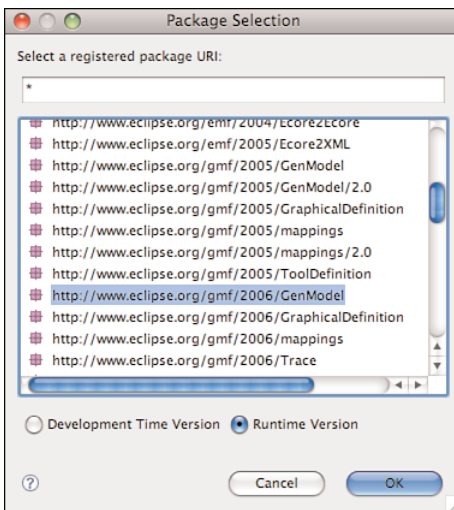 Package Selection
Select a registered package URI:
*
http://www.eclipse.org/emf/2004/Ecore2Ecore
http://www.eclipse.org/emf/2005/Ecore2XML
http://www.eclipse.org/gmf/2005/GenModel
http://www.eclipse.org/gmf/2005/GenModel/2.0
http://www.eclipse.org/gmf/2005/GraphicalDefinition
http://www.eclipse.org/gmf/2005/mappings
http://www.eclipse.org/gmf/2005/mappings/2.0
http://www.eclipse.org/gmf/2005/ToolDefinition
http://www.eclipse.org/gmf/2006/GenModel
http://www.eclipse.org/gmf/2006/GraphicalDefinition
http://www.eclipse.org/gmf/2006/mappings
http://www.eclipse.org/gmf/2006/Trace
Development Time Version Runtime Version
? Cancel OK